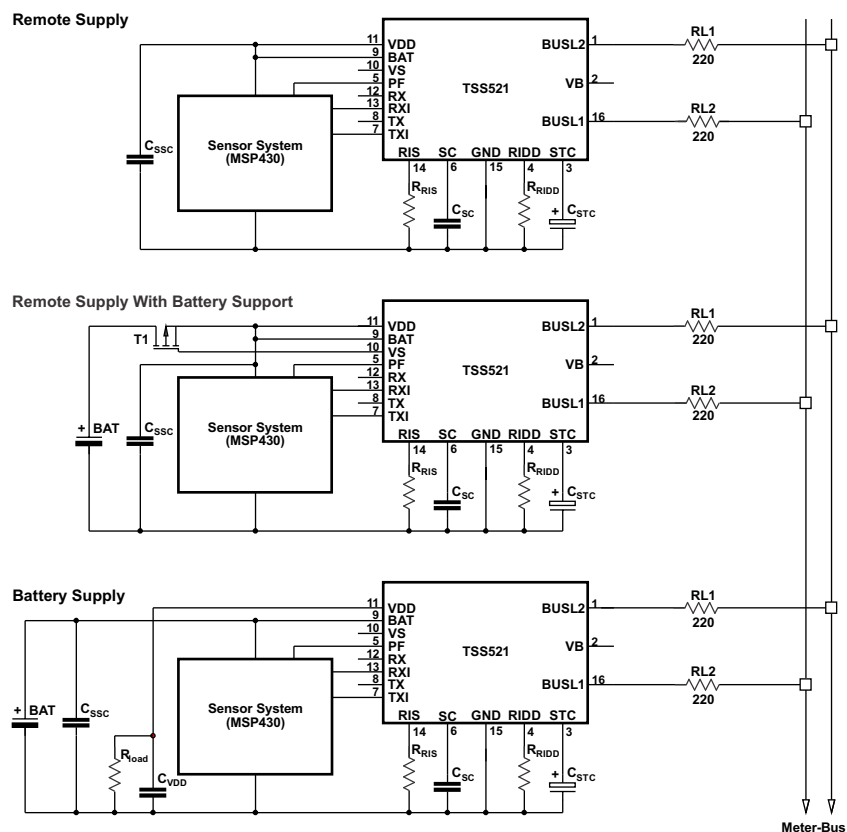 Remote Supply
RL1
11 VDD BUSL2 1
9 BAT 220
10 VS
5 PF TSS521 VB 2
12 RX
13 RXI RL2
8 TX BUSL1 16
7 TXI 220
Sensor System
(MSP430)
CSSC
RIS SC GND RIDD STC
14 6 15 4 3
RRIS RRIDD
CSC + CSTC
Remote Supply With Battery Support
RL1
11 VDD BUSL2 1
T1 9 BAT 220
10 VS
5 PF TSS521 VB 2
12 RX
13 RXI RL2
8 TX BUSL1 16
7 TXI 220
+ BAT
CSSC
Sensor System
(MSP430)
RIS SC GND RIDD STC
14 6 15 4 3
RRIS RRIDD
CSC + CSTC
Battery Supply
RL1
11 VDD BUSL2 1
9 BAT 220
10 VS
5 PF TSS521 VB 2
12 RX
13 RXI RL2
8 TX BUSL1 16
7 TXI 220
+ BAT CSSC
Sensor System
(MSP430)
RIS SC GND RIDD STC
14 6 15 4 3
Rload RRIS RRIDD
CVDD CSC + CSTC
Meter-Bus